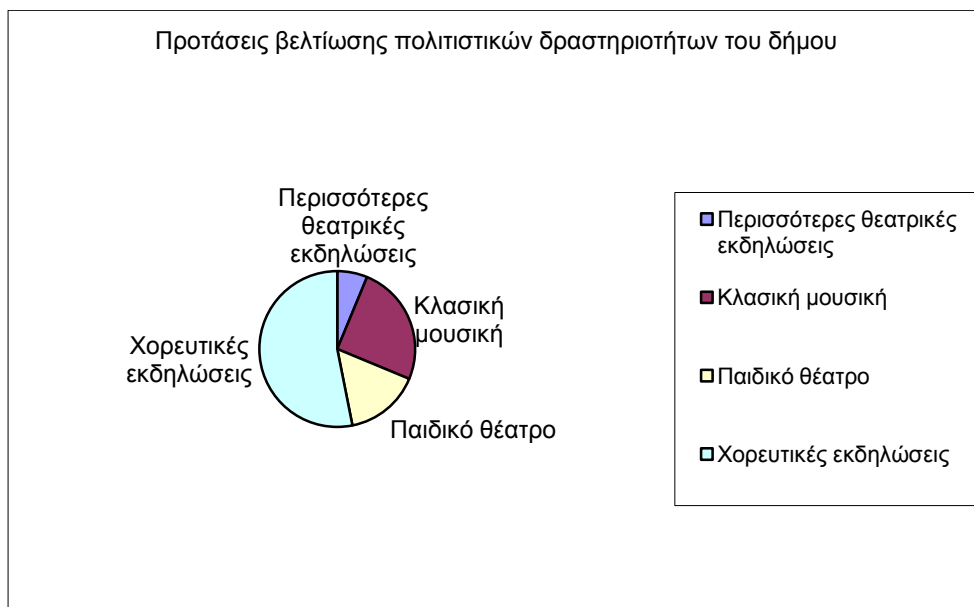 Προτάσεις βελτίωσης πολιτιστικών δραστηριοτήτων του δήμου
Περισσότερες
θεατρικές
εκδηλώσεις
Κλασική
μουσική
Παιδικό θέατρο
Χορευτικές
εκδηλώσεις
Περισσότερες θεατρικές
εκδηλώσεις
Κλασική μουσική
Παιδικό θέατρο
Χορευτικές εκδηλώσεις